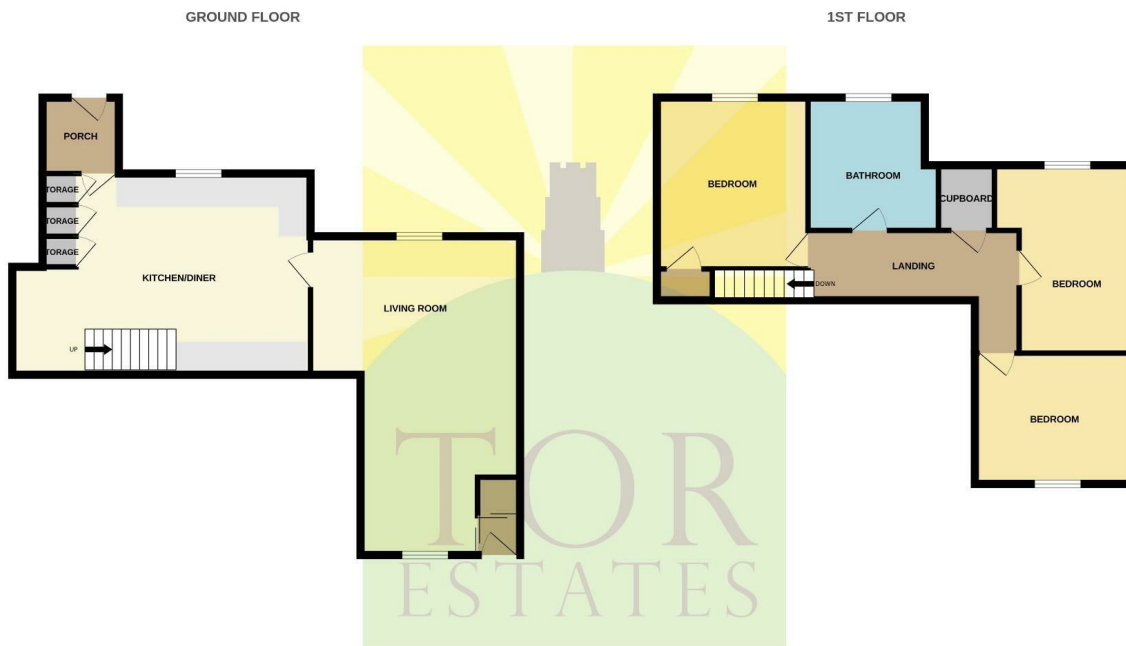 GROUND FLOOR
1ST FLOOR
PORCH
TORAGE
TORAGE
TORAGE
KITCHEN/DINER
UP
LIVING ROOM
BEDROOM
BATHROOM
CUPBOARD
LANDING
DOWN
BEDROOM
BEDROOM
TOR
ESTATES